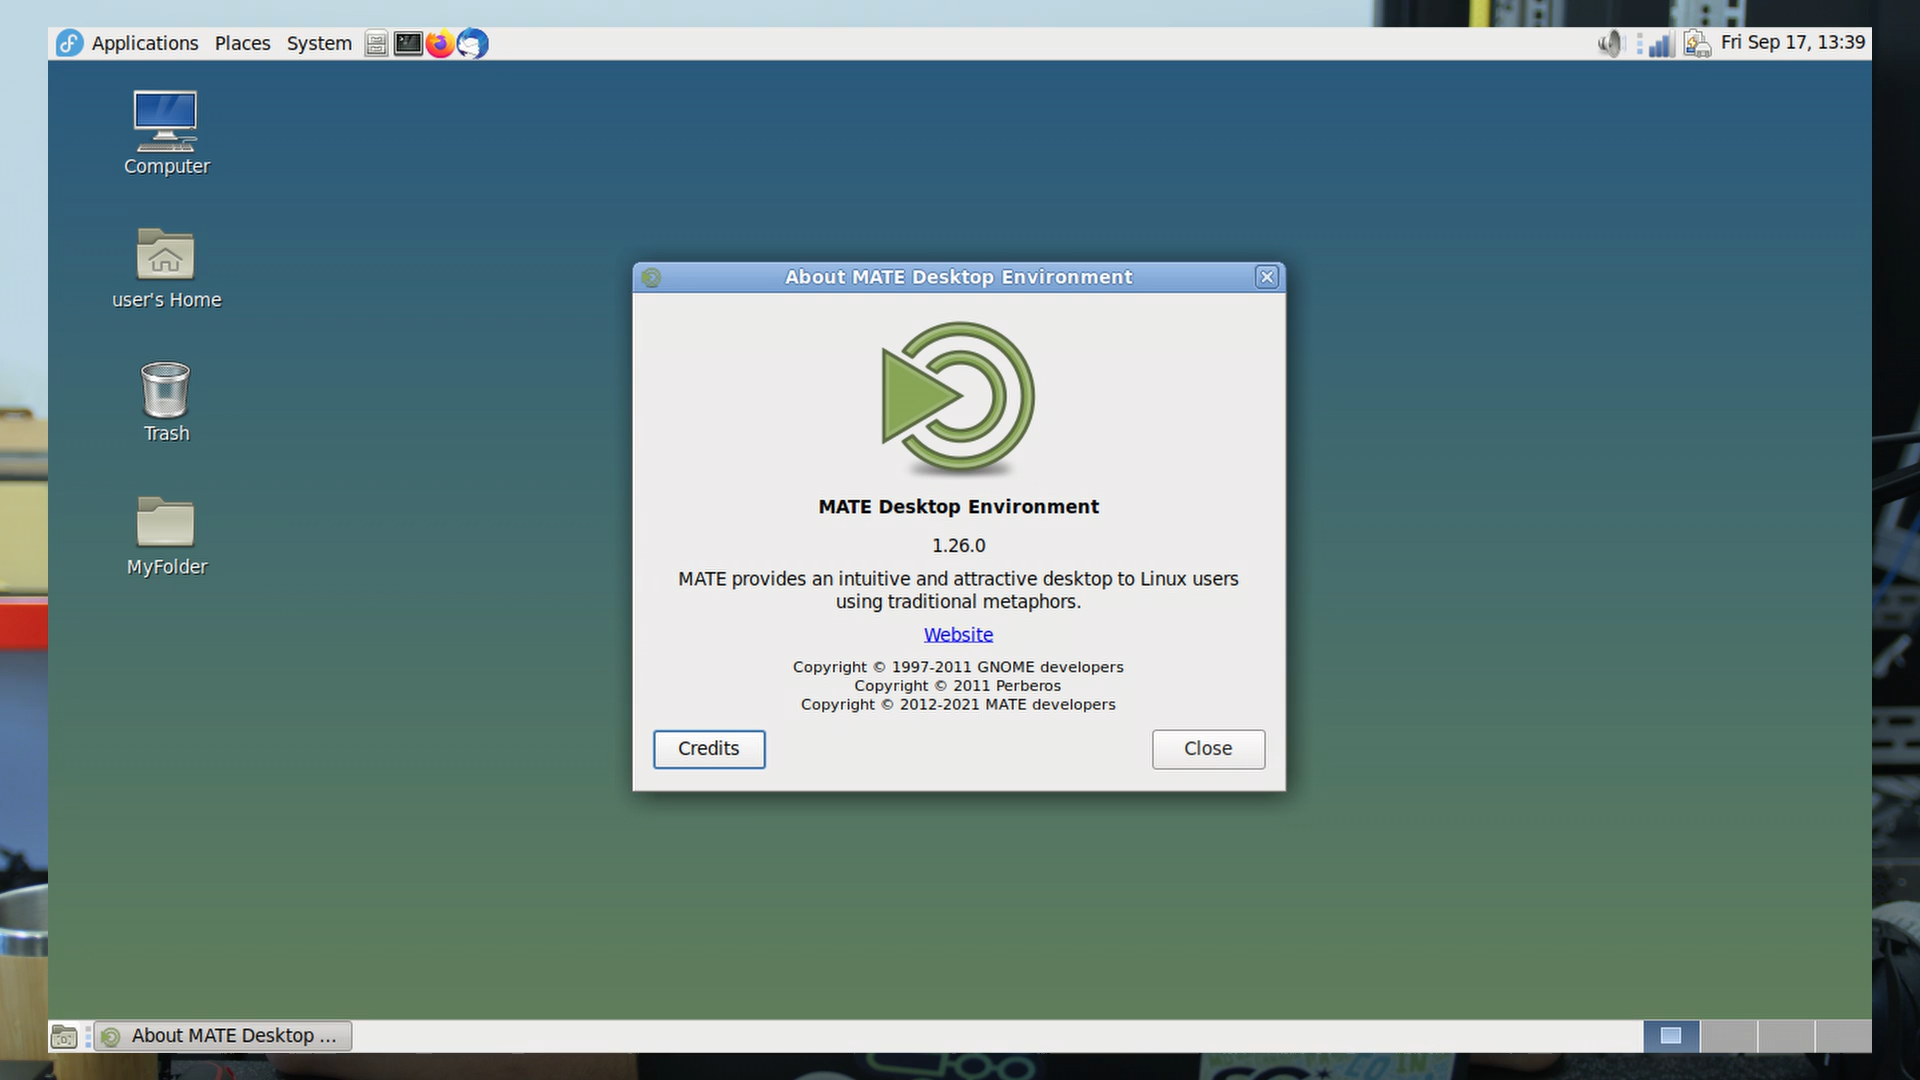 Applications Places System
Fri Sep 17, 13:39
Computer
user's Home
Trash
MyFolder
About MATE Desktop Environment
MATE Desktop Environment
1.26.0
MATE provides an intuitive and attractive desktop to Linux users
using traditional metaphors.
Website
Copyright © 1997-2011 GNOME developers
Copyright © 2011 Perberos
Copyright © 2012-2021 MATE developers
Credits
Close
About MATE Desktop ...